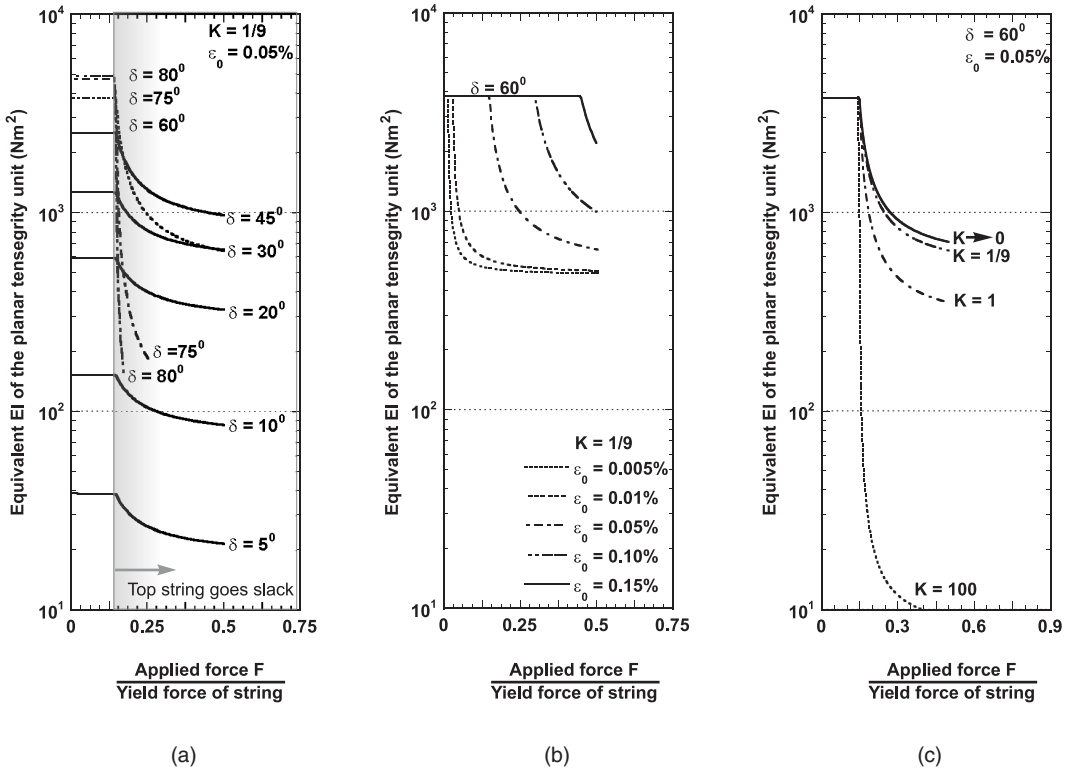 Equivalent EI of the planar tensegrity unit (Nm²)
10⁴
10³
10²
10¹
K = 1/9
ε₀ = 0.05%
δ = 80⁰
δ =75⁰
δ = 60⁰
δ = 45⁰
δ = 30⁰
δ = 20⁰
δ =75⁰
δ = 80⁰
δ = 10⁰
δ = 5⁰
Top string goes slack
0 0.25 0.5 0.75
Applied force F
Yield force of string
(a)
Equivalent EI of the planar tensegrity unit (Nm²)
10⁴
10³
10²
10¹
δ = 60⁰
K = 1/9
ε₀ = 0.005%
ε₀ = 0.01%
ε₀ = 0.05%
ε₀ = 0.10%
ε₀ = 0.15%
0 0.25 0.5 0.75
Applied force F
Yield force of string
(b)
Equivalent EI of the planar tensegrity unit (Nm²)
10⁴
10³
10²
10¹
δ = 60⁰
ε₀ = 0.05%
K → 0
K = 1/9
K = 1
K = 100
0 0.3 0.6 0.9
Applied force F
Yield force of string
(c)